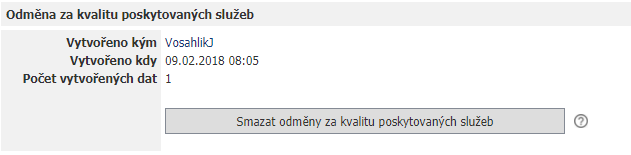 Odměna za kvalitu poskytovaných služeb
Vytvořeno kým VosahlikJ
Vytvořeno kdy 09.02.2018 08:05
Počet vytvořených dat 1
Smazat odměny za kvalitu poskytovaných služeb ?